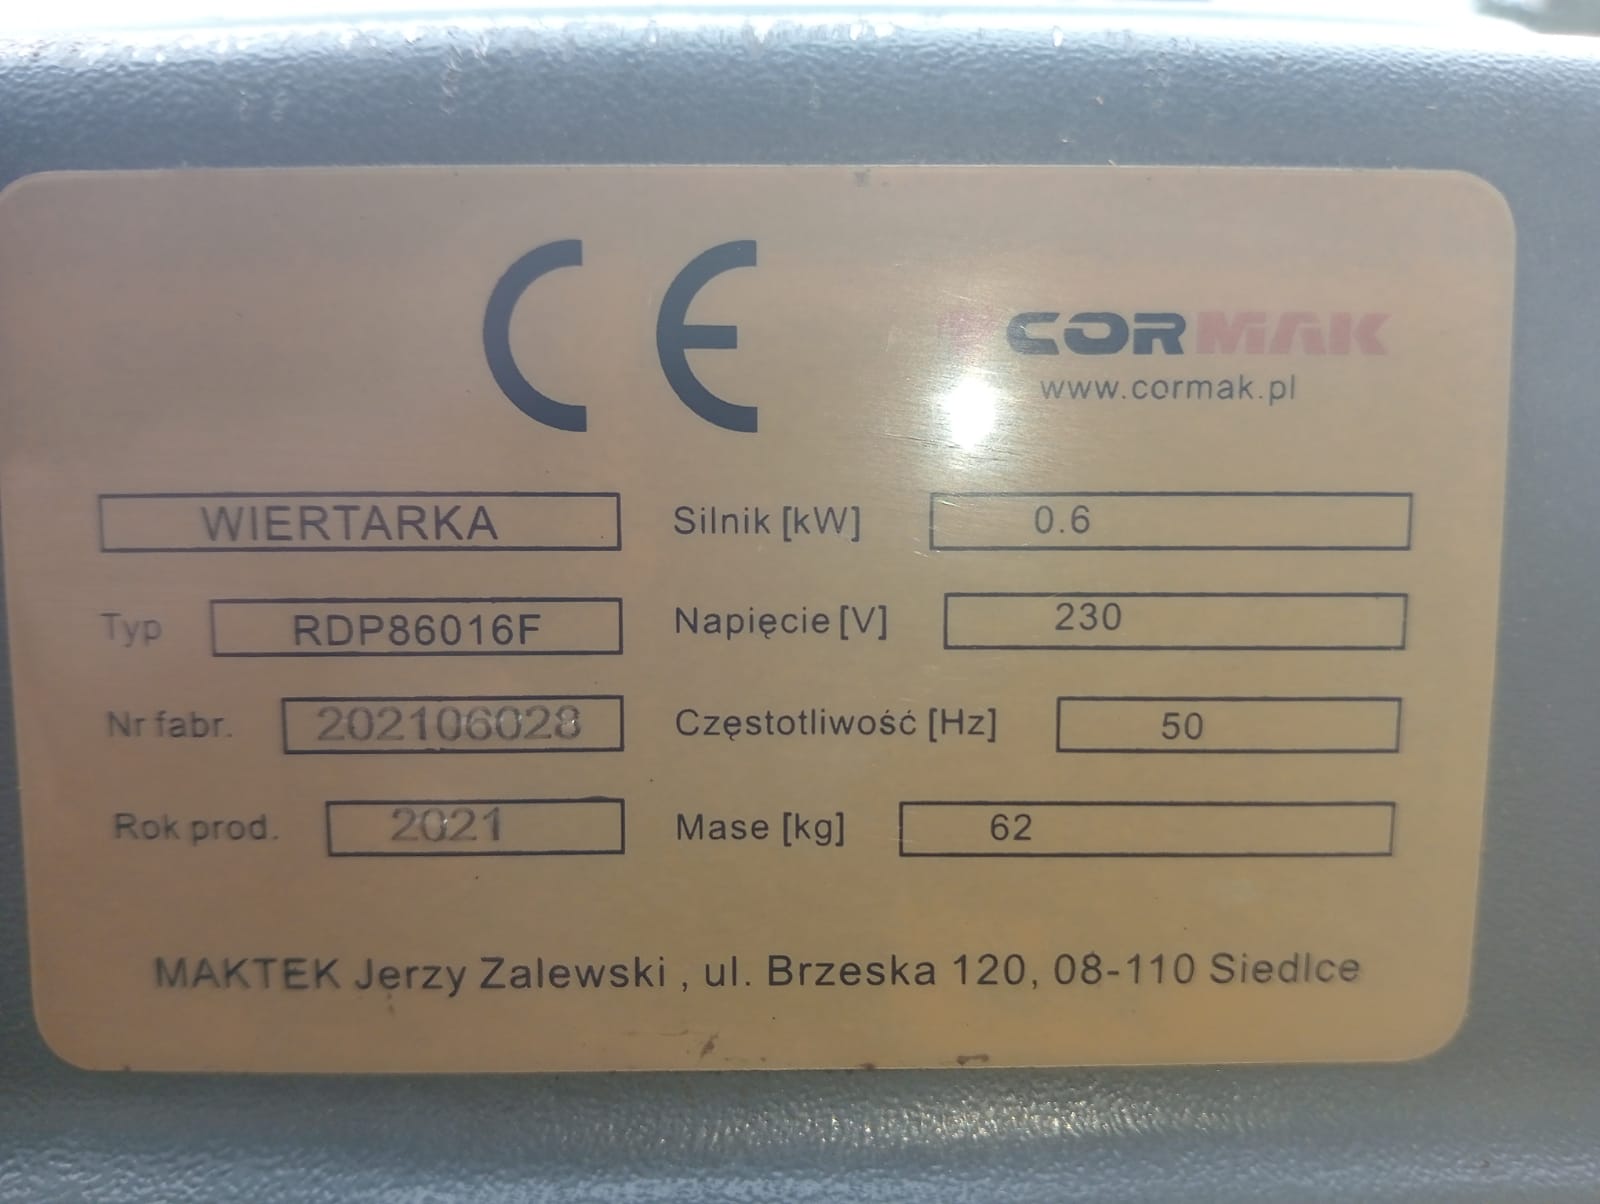 CE
CORMAK
www.cormak.pl
WIERTARKA
Silnik [kW] 0.6
Typ RDP86016F
Napięcie [V] 230
Nr fabr. 202106028
Częstotliwość [Hz] 50
Rok prod. 2021
Mase [kg] 62
MAKTEK Jerzy Zalewski , ul. Brzeska 120, 08-110 Siedlce